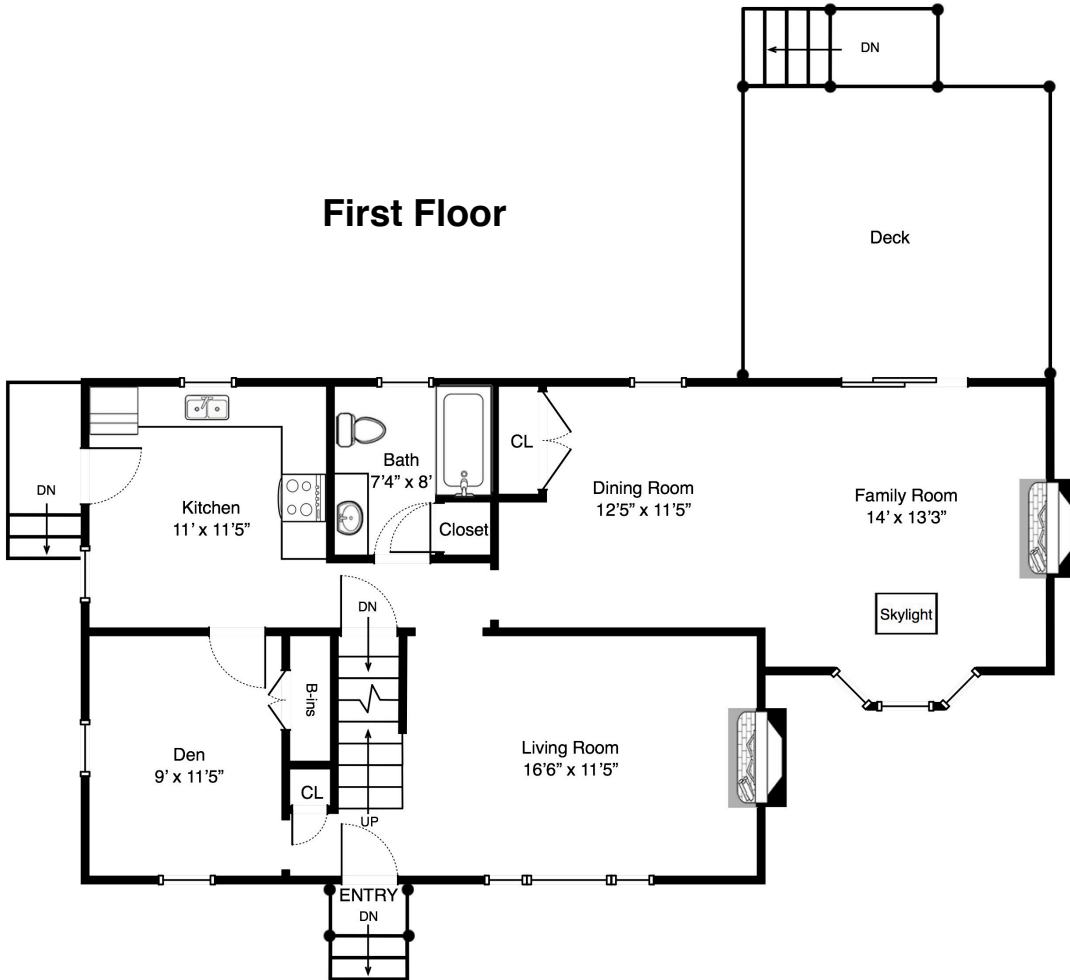 DN
First Floor
Deck
DN
CL
Bath
7’4” x 8’
Kitchen
11’ x 11’5”
Closet
Dining Room
12’5” x 11’5”
Family Room
14’ x 13’3”
DN
Skylight
B-ins
Den
9’ x 11’5”
Living Room
16’6” x 11’5”
CL
UP
ENTRY
DN